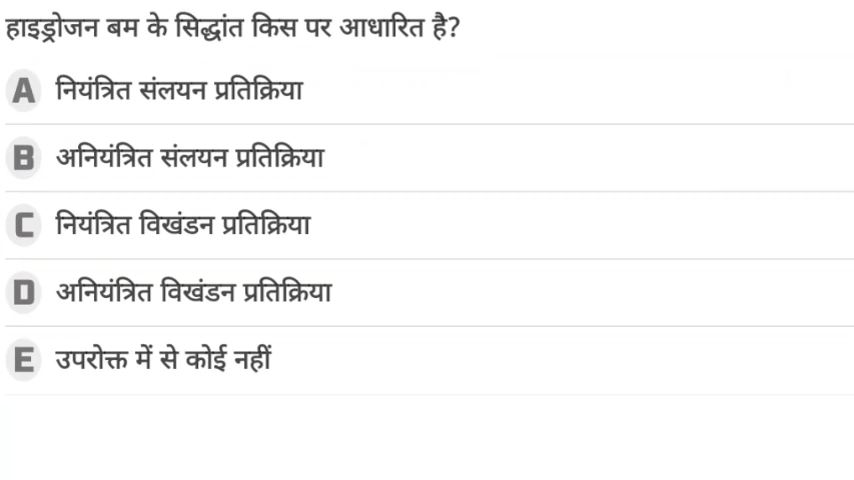 हाइड्रोजन बम के सिद्धांत किस पर आधारित है?
A नियंत्रित संलयन प्रतिक्रिया
B अनियंत्रित संलयन प्रतिक्रिया
C नियंत्रित विखंडन प्रतिक्रिया
D अनियंत्रित विखंडन प्रतिक्रिया
E उपरोक्त में से कोई नहीं